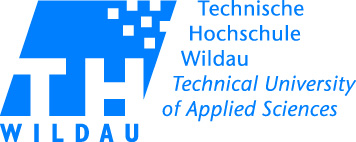 TH
WILDAU
Technische
Hochschule
Wildau
Technical University
of Applied Sciences